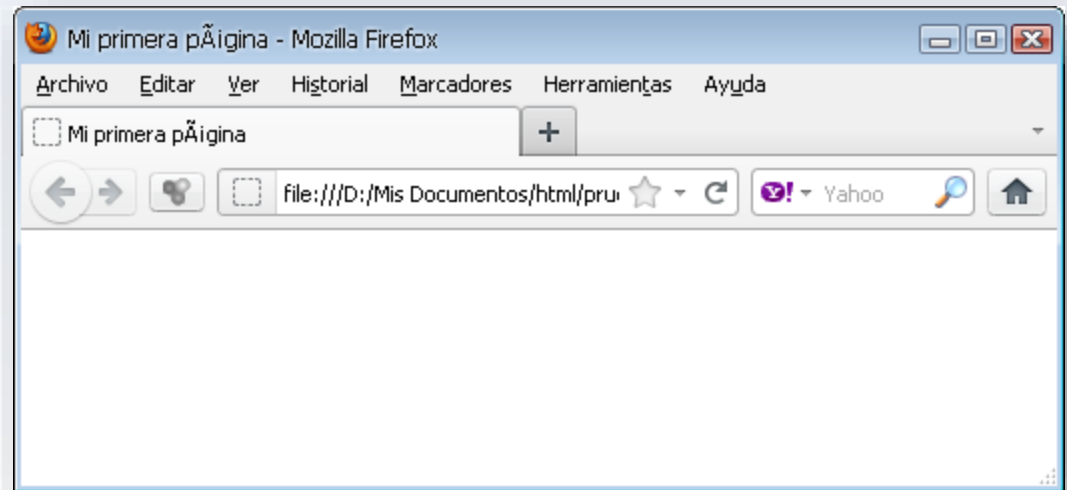 Mi primera pÃigina - Mozilla Firefox
Archivo Editar Ver Historial Marcadores Herramientas Ayuda
Mi primera pÃigina
file:///D:/Mis Documentos/html/pru Y! Yahoo